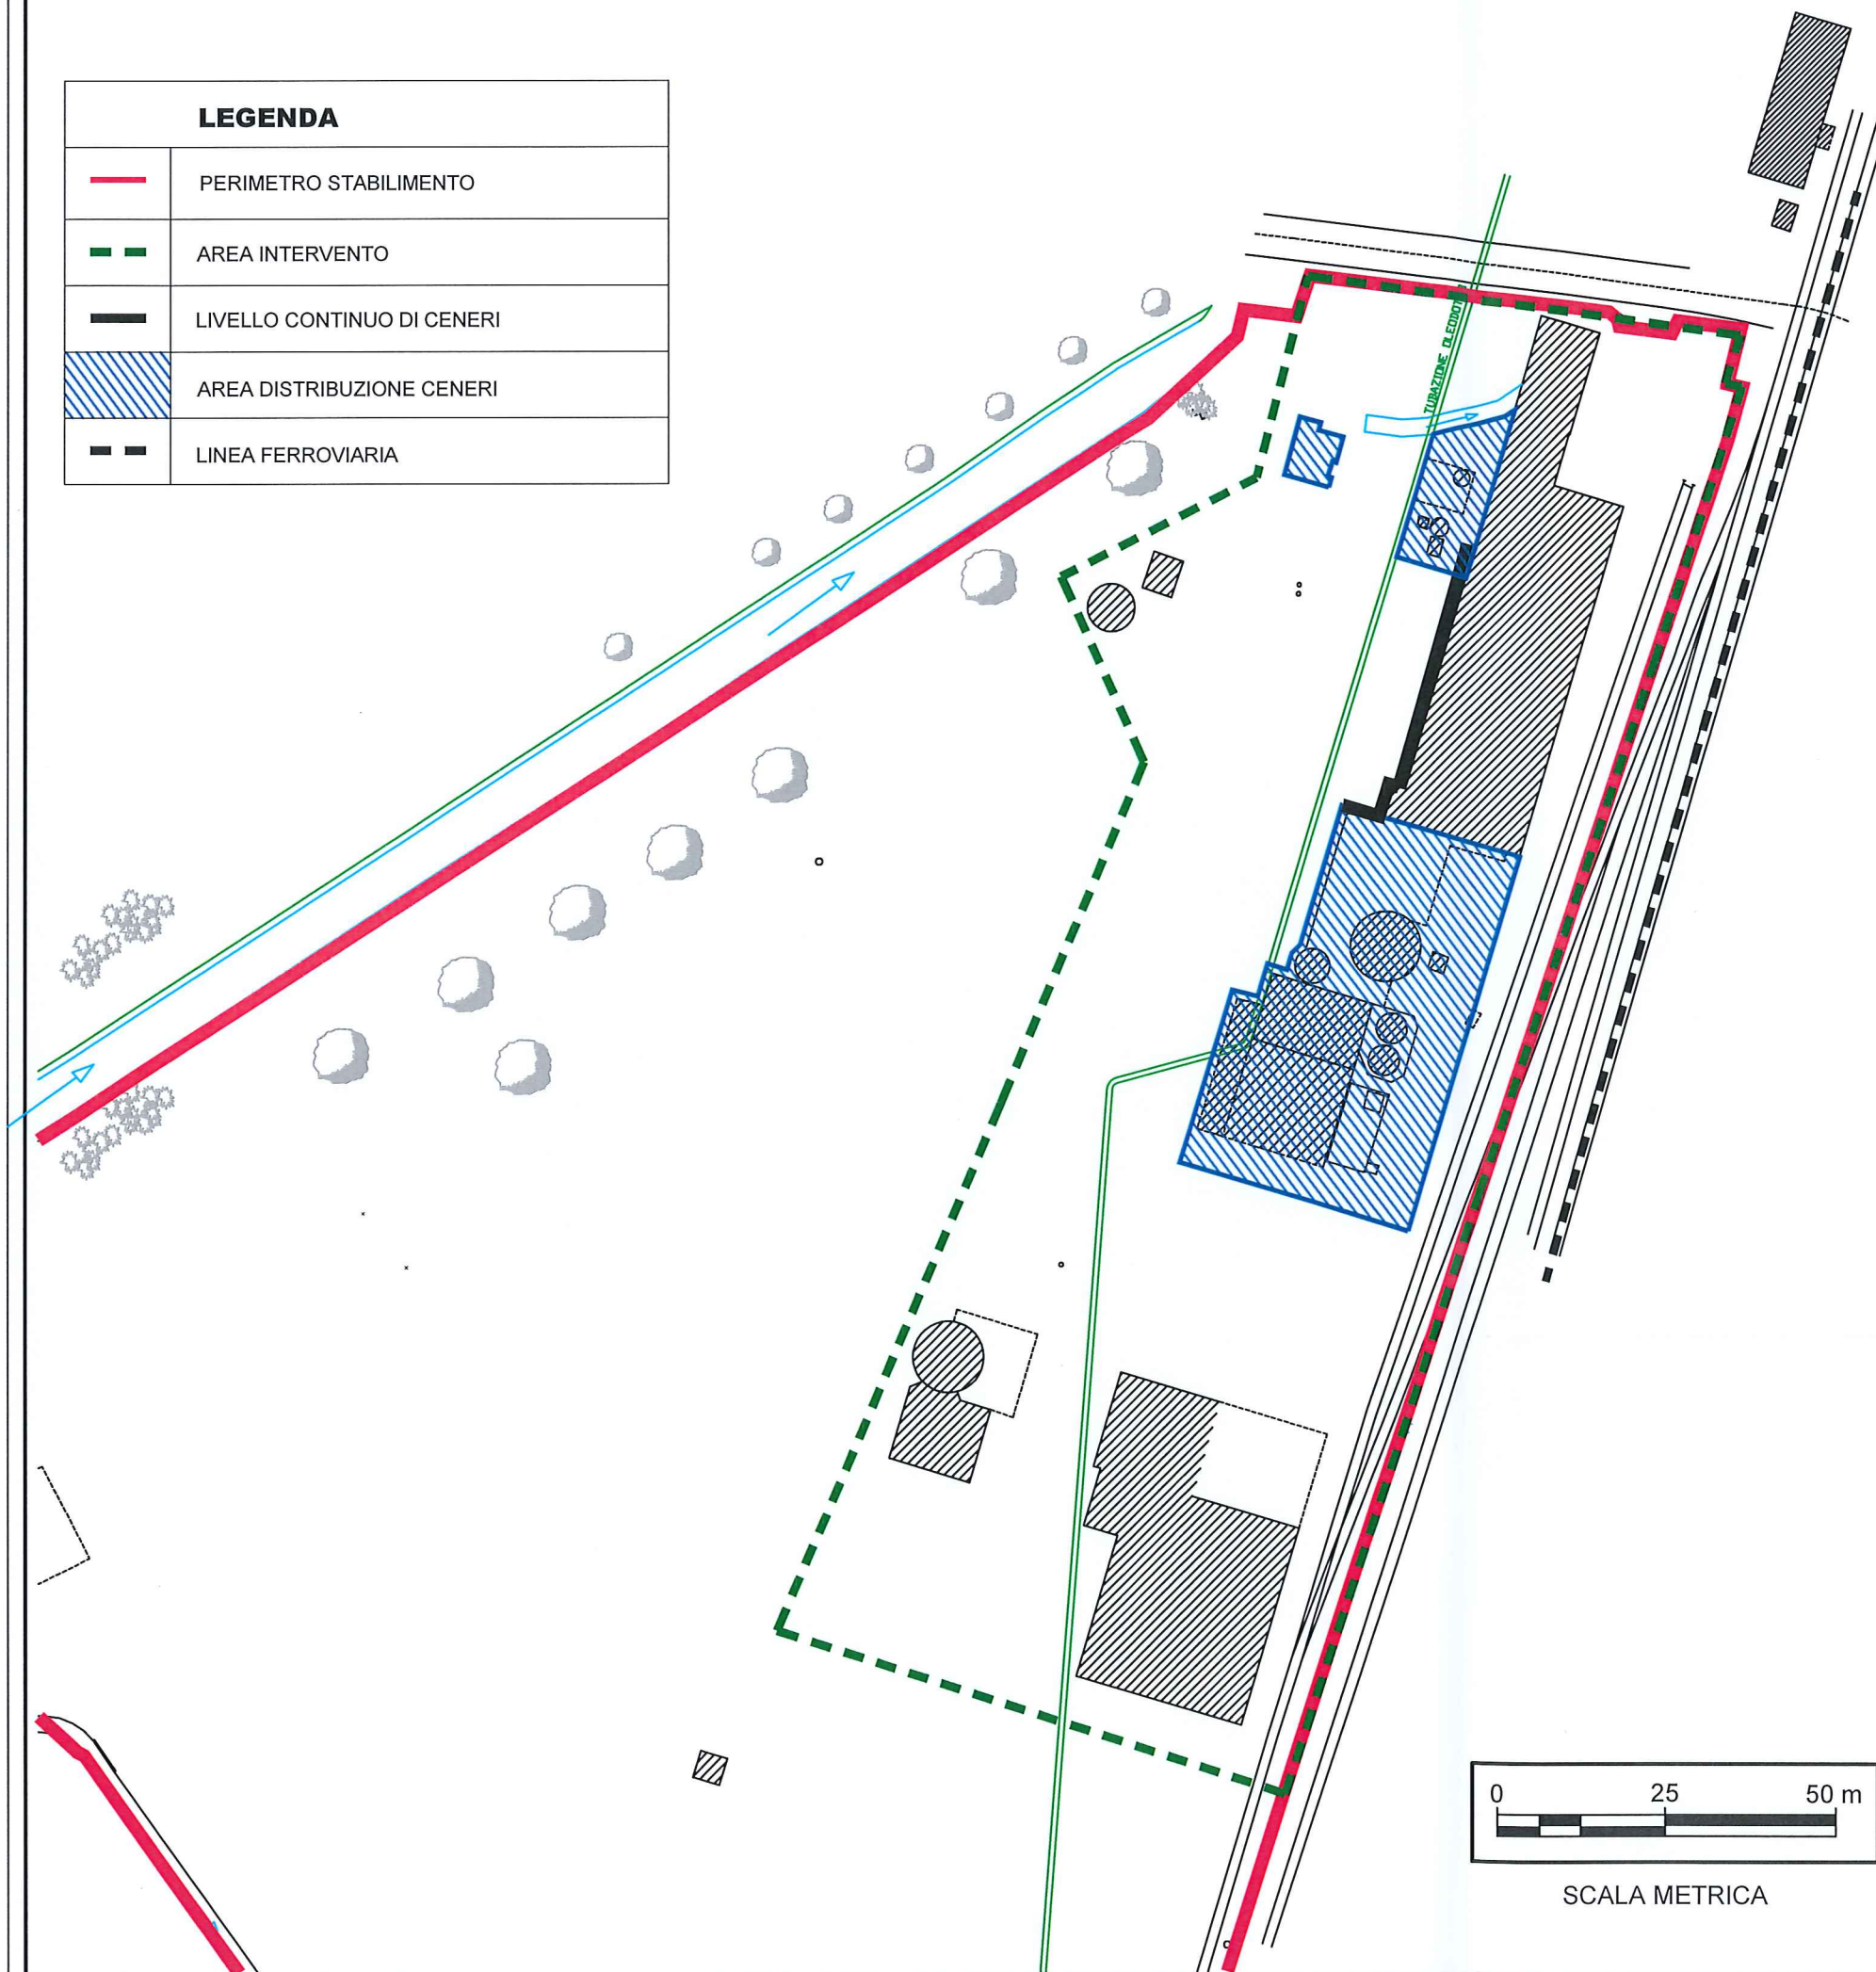 LEGENDA
PERIMETRO STABILIMENTO
AREA INTERVENTO
LIVELLO CONTINUO DI CENERI
AREA DISTRIBUZIONE CENERI
LINEA FERROVIARIA
TUBAZIONE
0 25 50 m
SCALA METRICA